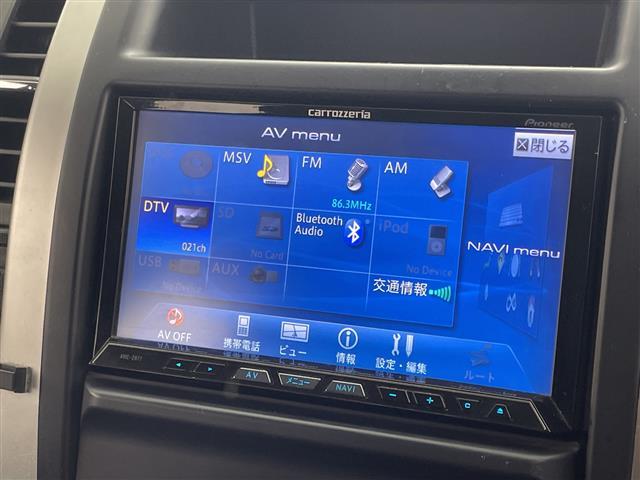 carrozzeria
Pioneer
AV menu
閉じる
MSV
FM
86.3MHz
AM
DTV
021ch
SD
No Card
Bluetooth
Audio
iPod
No Device
NAVI menu
USB
No Device
AUX
交通情報
AV OFF
携帯電話
ビュー
情報
設定・編集
ルート
AV
メニュー
NAVI